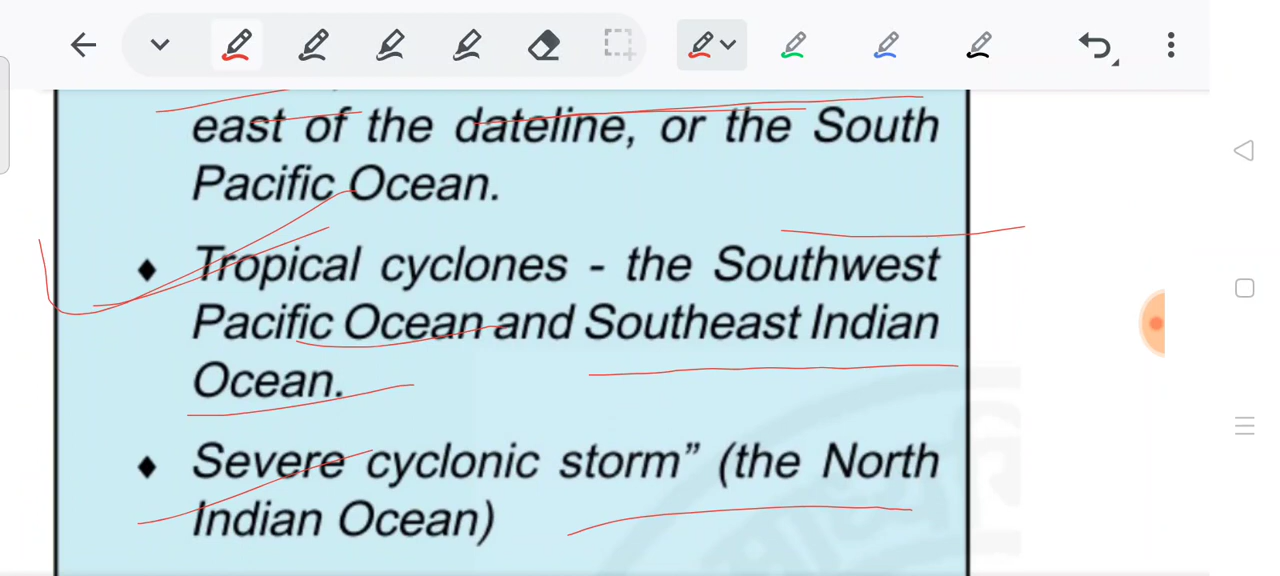 east of the dateline, or the South
Pacific Ocean.
♦ Tropical cyclones - the Southwest
Pacific Ocean and Southeast Indian
Ocean.
♦ Severe cyclonic storm” (the North
Indian Ocean)